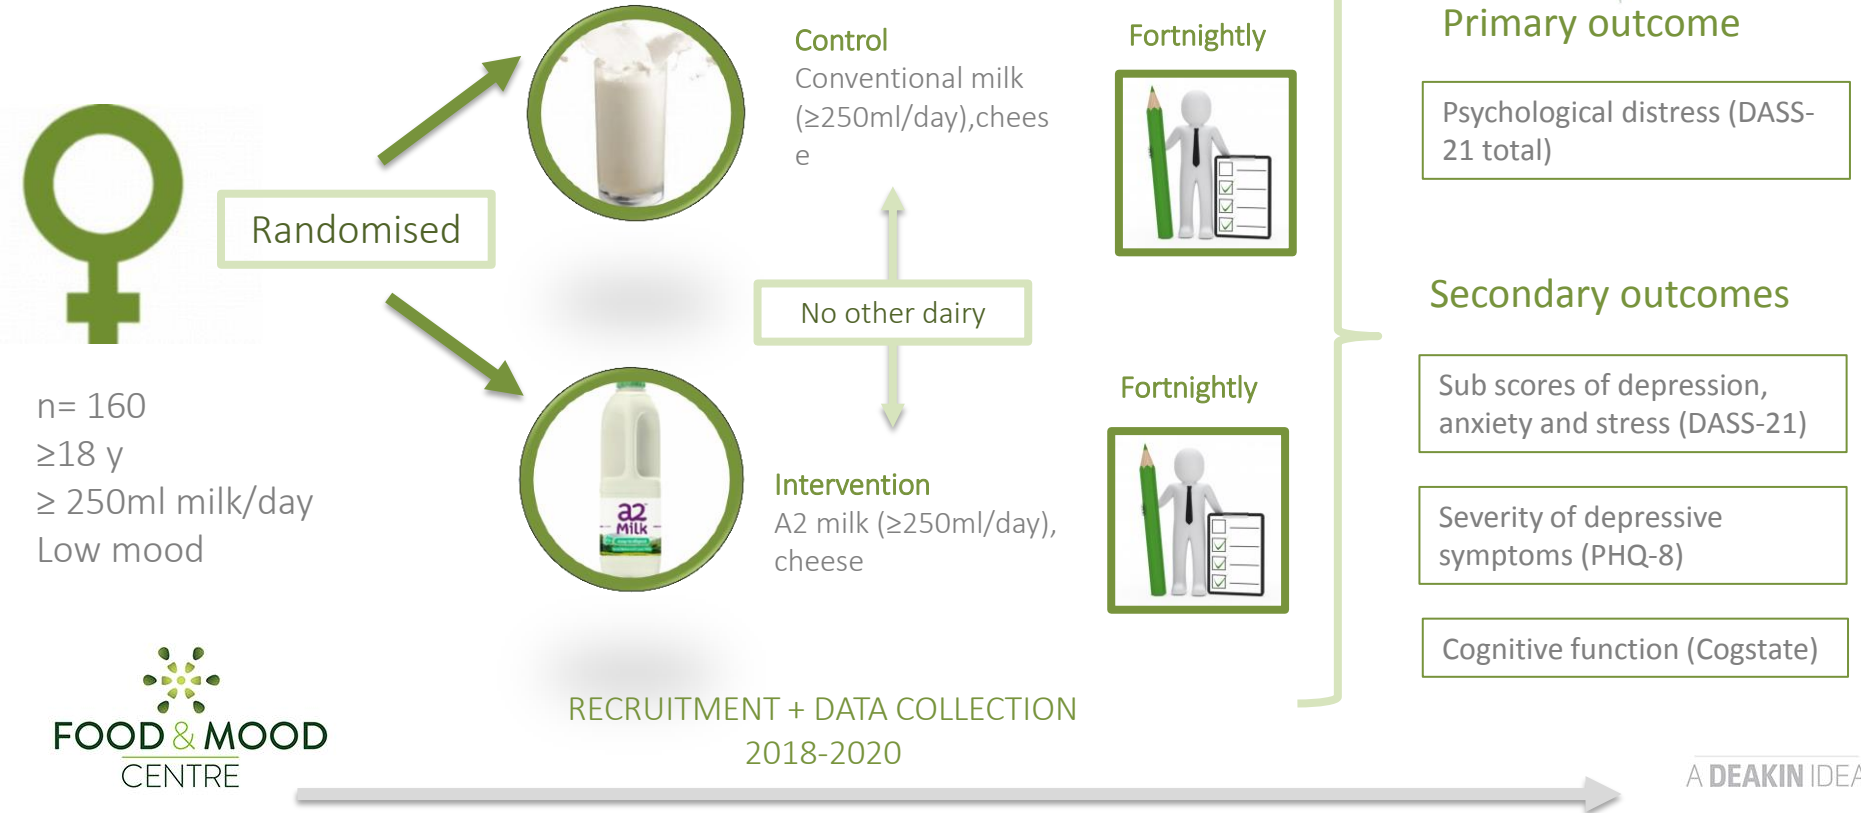 Control
Conventional milk
(≥250ml/day),chees
e
Fortnightly
Primary outcome
Psychological distress (DASS-
21 total)
Randomised
No other dairy
Secondary outcomes
Sub scores of depression,
anxiety and stress (DASS-21)
Fortnightly
n= 160
≥18 y
≥ 250ml milk/day
Low mood
a2
Milk
Intervention
A2 milk (≥250ml/day),
cheese
Severity of depressive
symptoms (PHQ-8)
Cognitive function (Cogstate)
RECRUITMENT + DATA COLLECTION
2018-2020
FOOD & MOOD
CENTRE
A DEAKIN IDEA